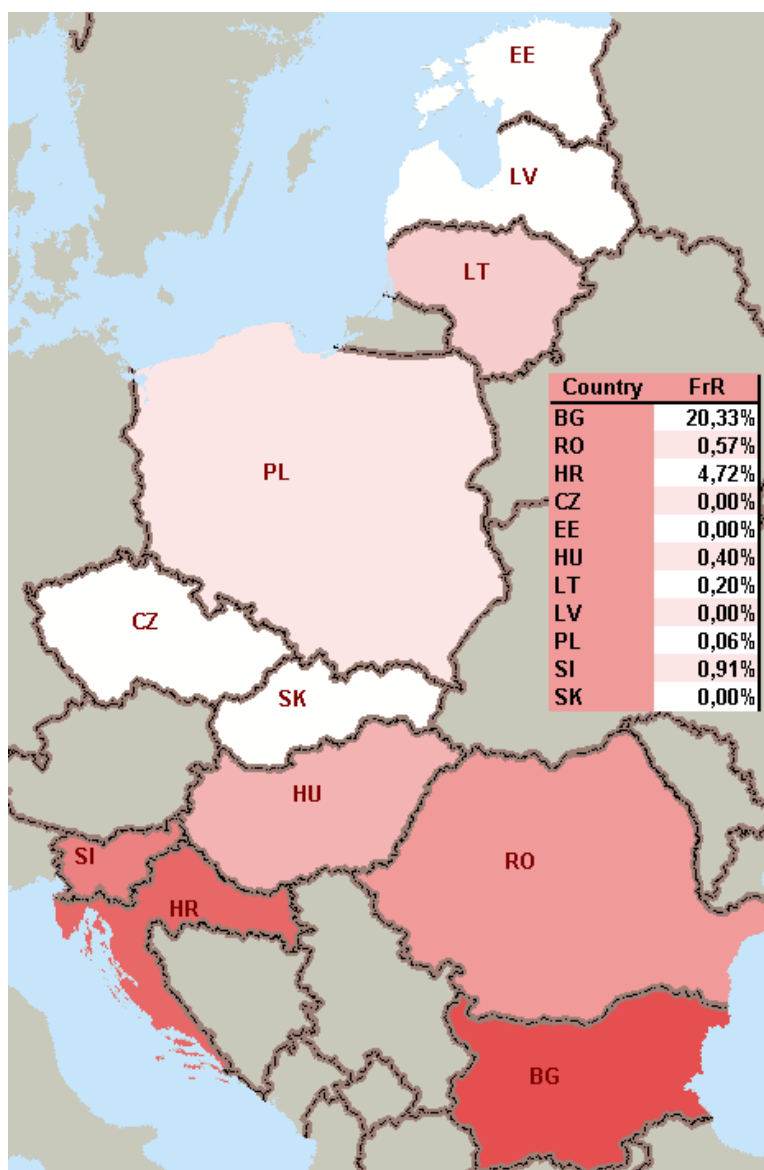 EE
LV
LT
PL
CZ
SK
HU
SI
HR
RO
BG
Country FrR
BG 20,33%
RO 0,57%
HR 4,72%
CZ 0,00%
EE 0,00%
HU 0,40%
LT 0,20%
LV 0,00%
PL 0,06%
SI 0,91%
SK 0,00%